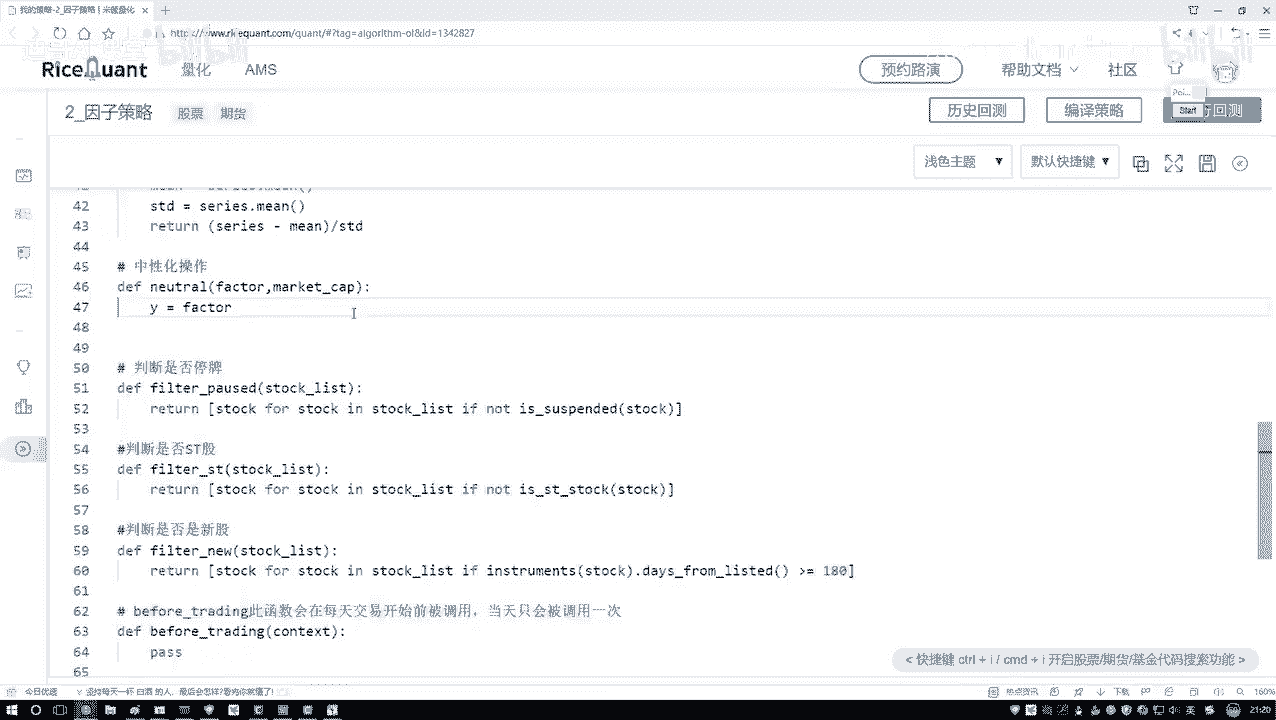 我的策略-2_因子策略 | 米筐量化
http://www.ricequant.com/quant/#?tag=algorithm-ol&id=1342827
bilibili
RiceQuant 量化 AMS 预约路演 帮助文档 社区
2_因子策略 股票 期货 历史回测 编译策略 行回测
Start
浅色主题 默认快捷键
42 std = series.mean()
43 return (series - mean)/std
44
45 # 中性化操作
46 def neutral(factor,market_cap):
47 y = factor
48
49
50 # 判断是否停牌
51 def filter_paused(stock_list):
52 return [stock for stock in stock_list if not is_suspended(stock)]
53
54 #判断是否ST股
55 def filter_st(stock_list):
56 return [stock for stock in stock_list if not is_st_stock(stock)]
57
58 #判断是否是新股
59 def filter_new(stock_list):
60 return [stock for stock in stock_list if instruments(stock).days_from_listed() >= 180]
61
62 # before_trading此函数会在每天交易开始前被调用，当天只会被调用一次
63 def before_trading(context):
64 pass
65
< 快捷键 ctrl + i / cmd + i 开启股票/期货/基金代码搜索功能 >
今日优选 热点资讯 下载 160%
21:20